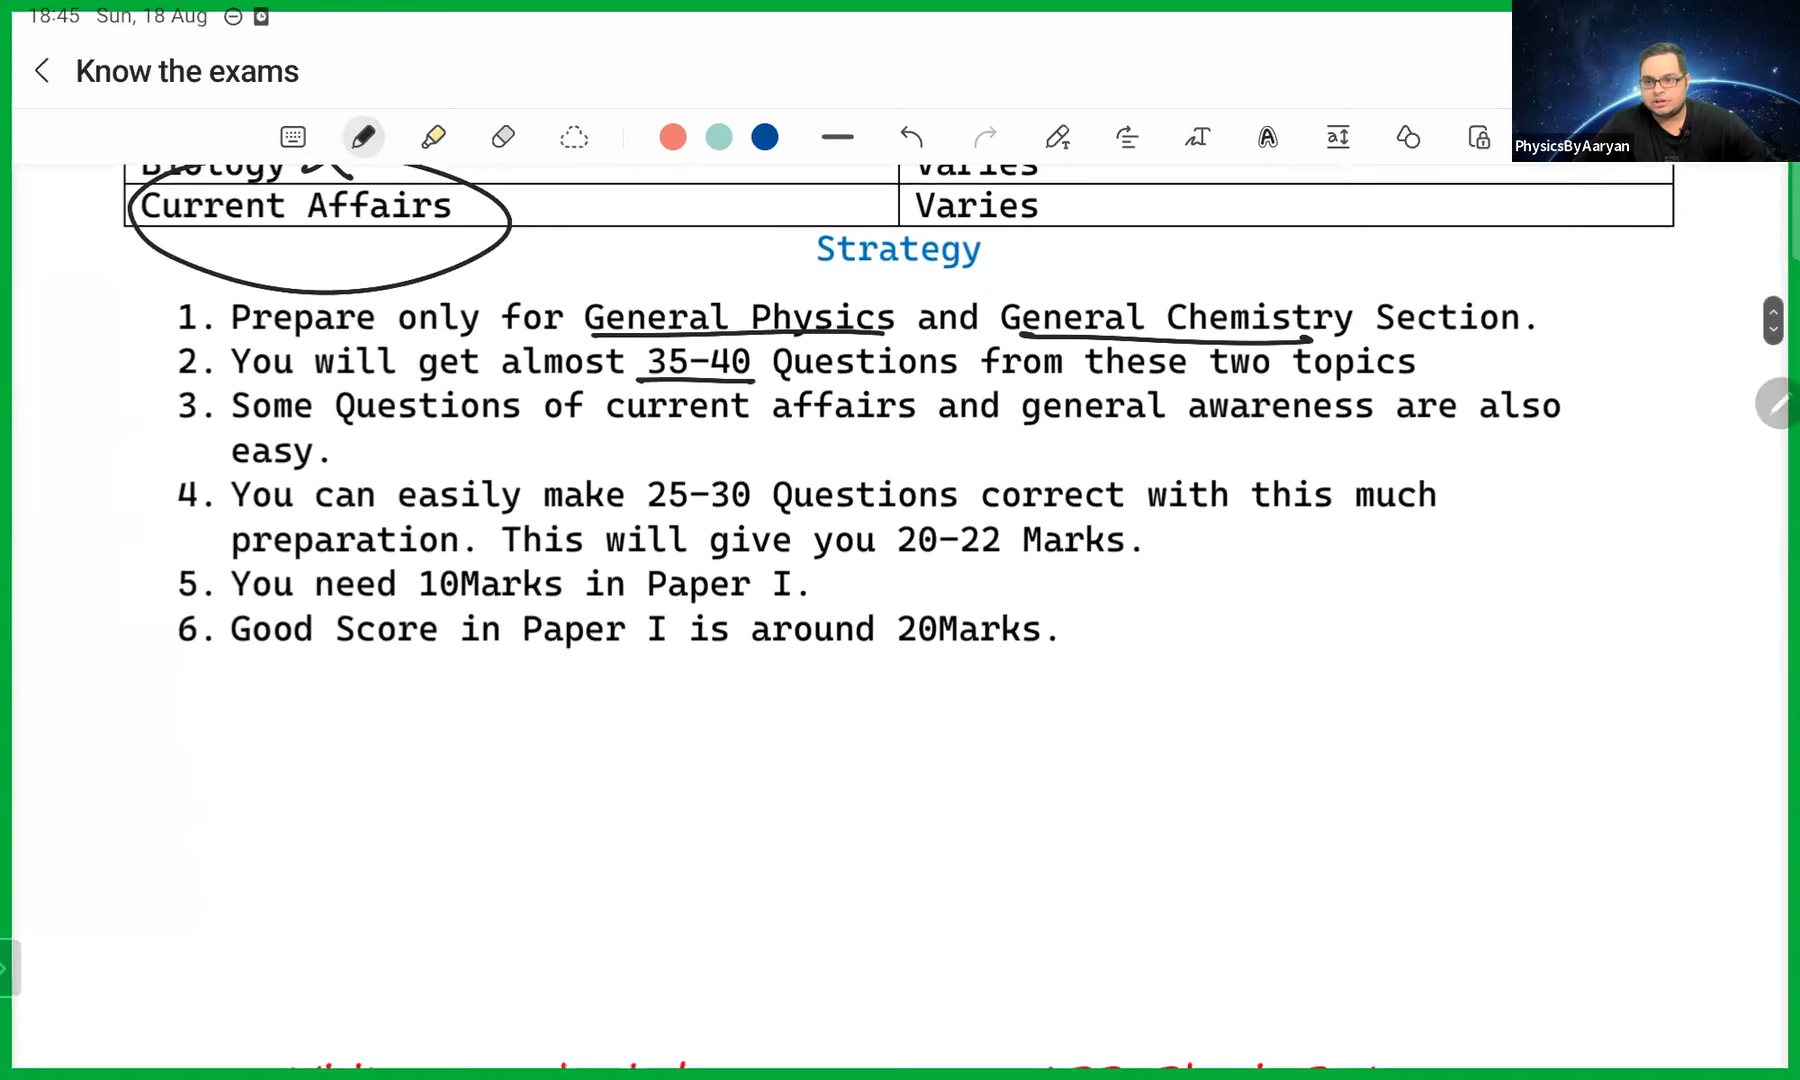 18:45 Sun, 18 Aug
Know the exams
PhysicsByAaryan
Biology Varies
Current Affairs Varies
Strategy
1. Prepare only for General Physics and General Chemistry Section.
2. You will get almost 35-40 Questions from these two topics
3. Some Questions of current affairs and general awareness are also
easy.
4. You can easily make 25-30 Questions correct with this much
preparation. This will give you 20-22 Marks.
5. You need 10Marks in Paper I.
6. Good Score in Paper I is around 20Marks.